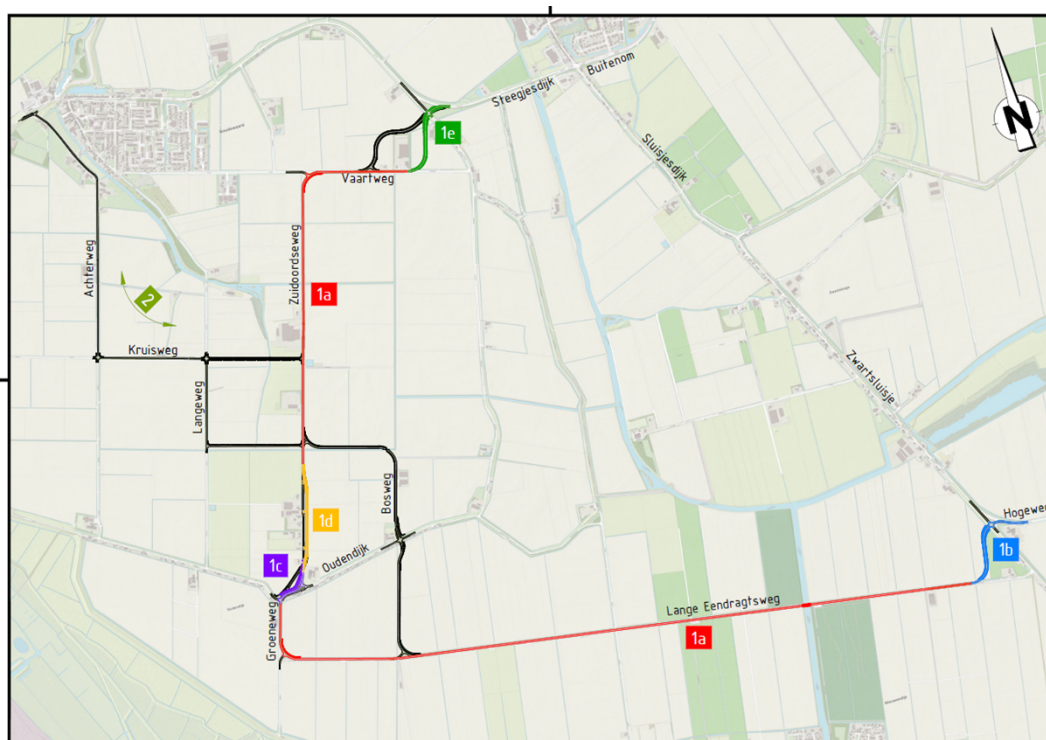 N
Steegjesdijk
Buitenom
1e
Sluisjesdijk
Vaartweg
Achterweg
Zuidoordseweg
2
1a
Kruisweg
Langeweg
Zwartsluisje
Bosweg
1d
Hogeweg
1b
1c
Oudendijk
Lange Eendragtsweg
Groeneweg
1a